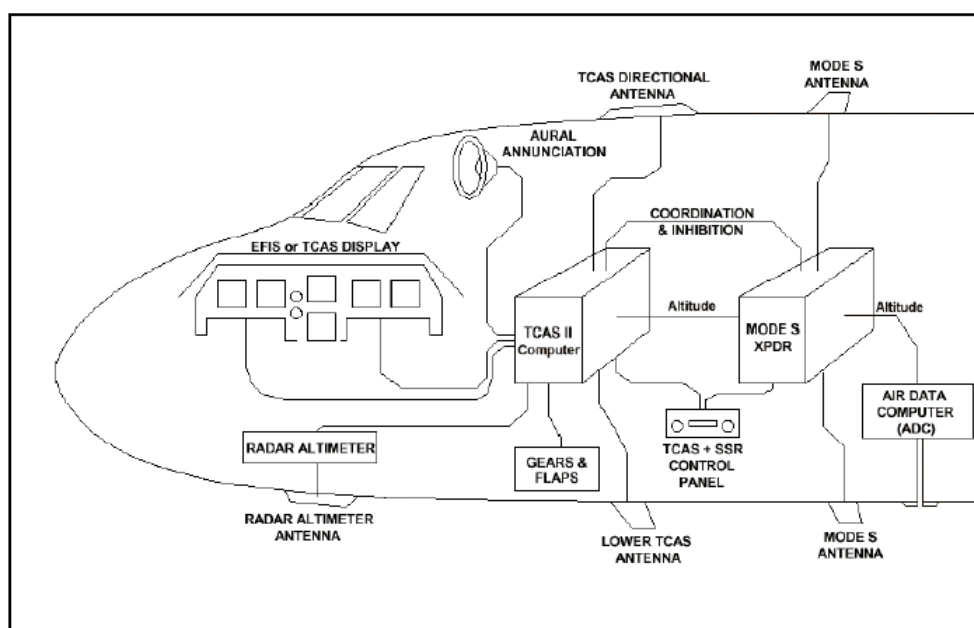 TCAS DIRECTIONAL
ANTENNA
MODE S
ANTENNA
AURAL
ANNUNCIATION
COORDINATION
& INHIBITION
EFIS or TCAS DISPLAY
TCAS II
Computer
Altitude
MODE S
XPDR
Altitude
AIR DATA
COMPUTER
(ADC)
RADAR ALTIMETER
GEARS &
FLAPS
TCAS + SSR
CONTROL
PANEL
RADAR ALTIMETER
ANTENNA
LOWER TCAS
ANTENNA
MODE S
ANTENNA